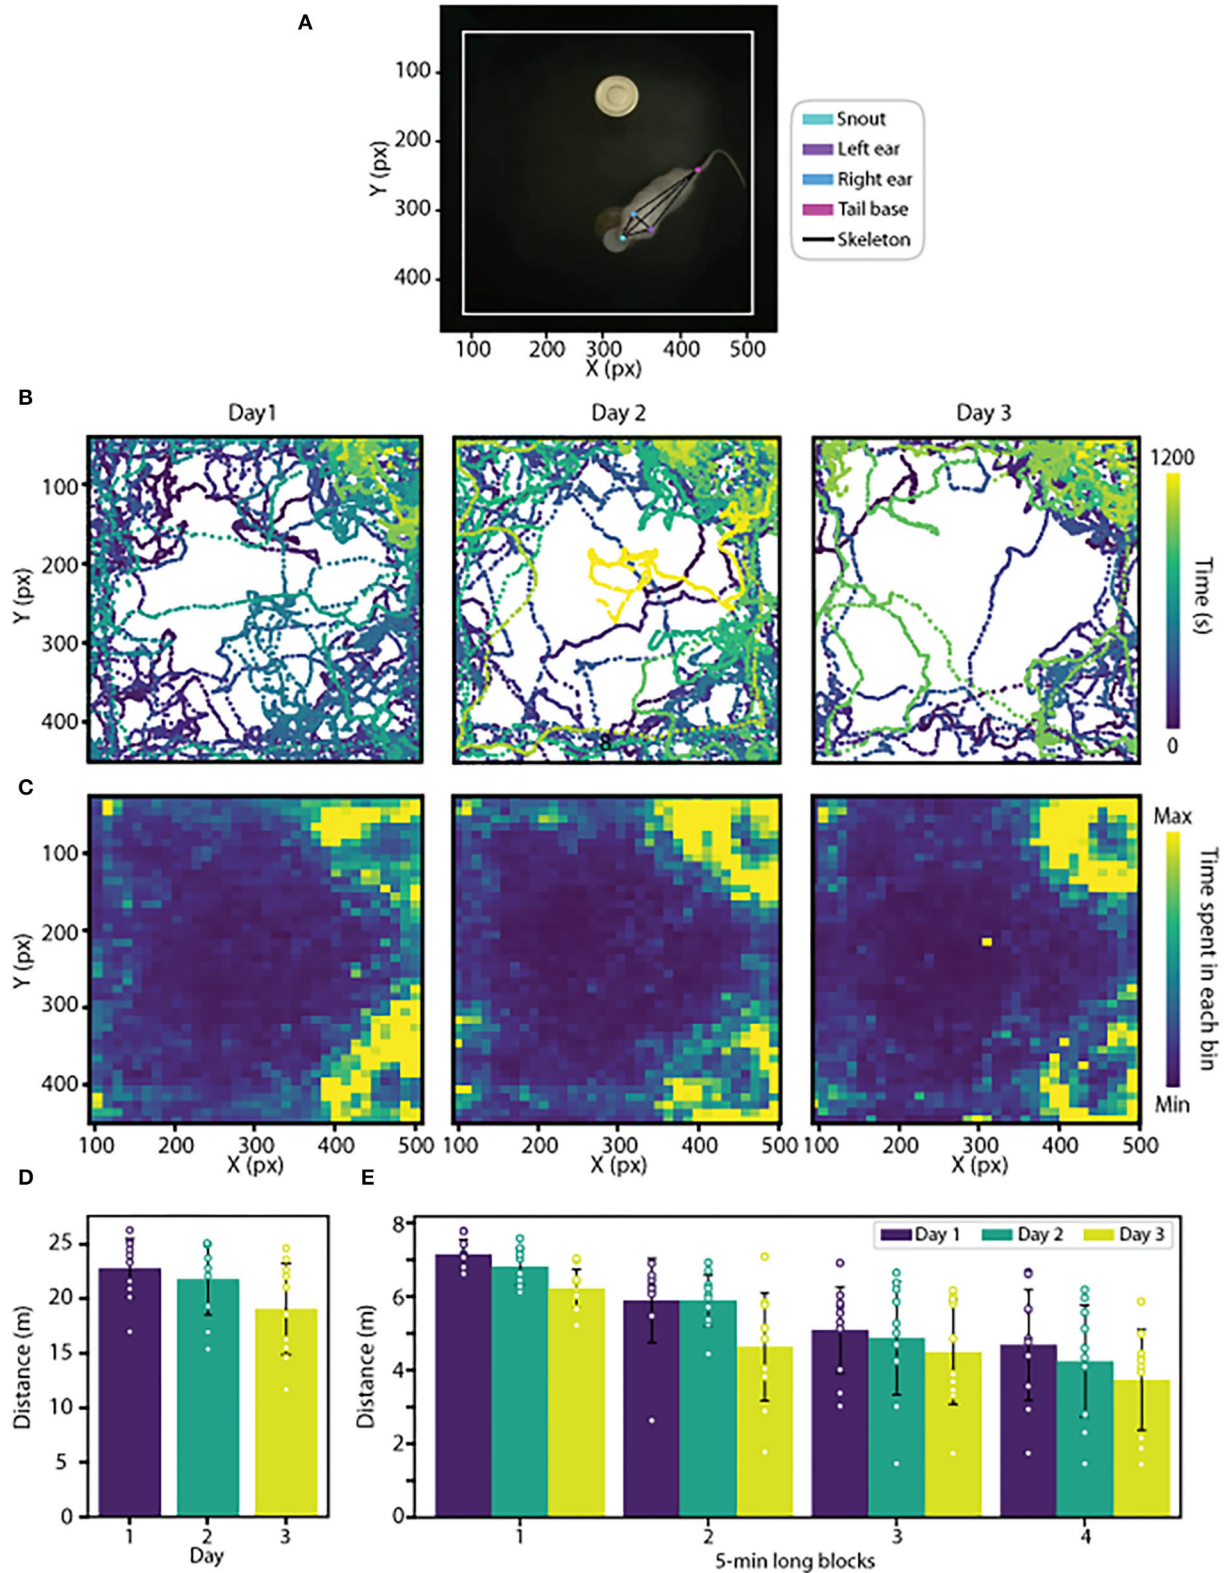 A
100
200
300
400
Y (px)
100 200 300 400 500
X (px)
Snout
Left ear
Right ear
Tail base
Skeleton
B
Day1 Day 2 Day 3
100
200
300
400
Y (px)
8
1200
0
Time (s)
C
100
200
300
400
Y (px)
Max
Min
Time spent in each bin
100 200 300 400 500 100 200 300 400 500 100 200 300 400 500
X (px) X (px) X (px)
D
25
20
15
10
5
0
Distance (m)
1 2 3
Day
E
8
6
4
2
0
Distance (m)
Day 1 Day 2 Day 3
1 2 3 4
5-min long blocks